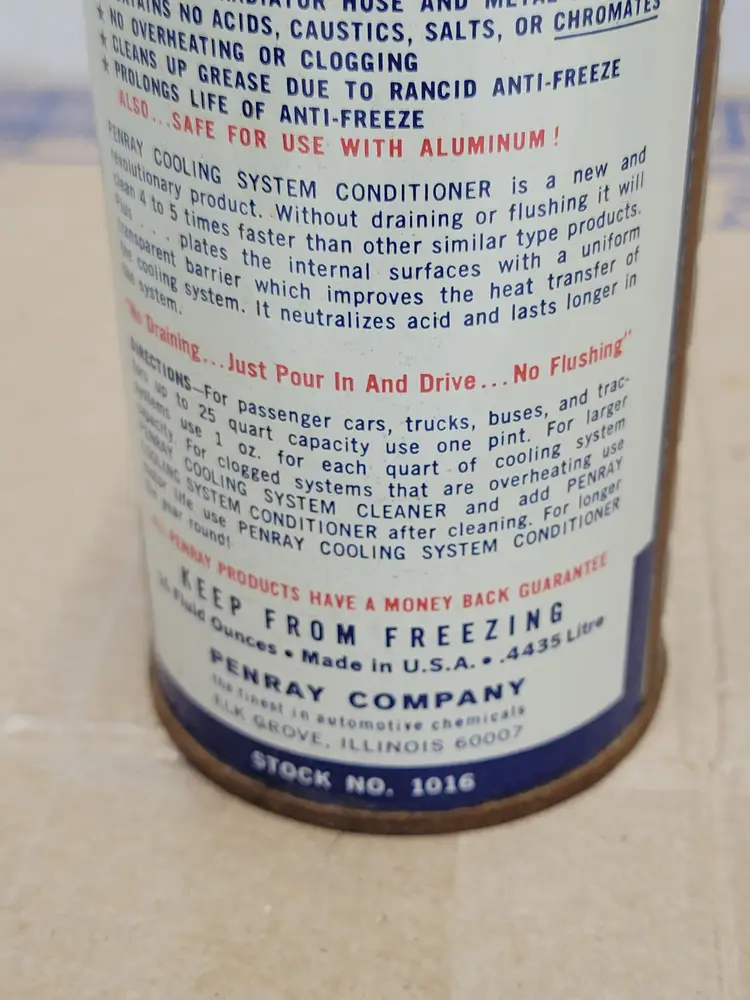 HOSE AND
NO ACIDS, CAUSTICS, SALTS, OR CHROMATES
★ NO OVERHEATING OR CLOGGING
★ CLEANS UP GREASE DUE TO RANCID ANTI-FREEZE
★ PROLONGS LIFE OF ANTI-FREEZE
ALSO...SAFE FOR USE WITH ALUMINUM!
PENRAY COOLING SYSTEM CONDITIONER is a new and
revolutionary product. Without draining or flushing it will
clean 4 to 5 times faster than other similar type products.
Plus ... plates the internal surfaces with a uniform
transparent barrier which improves the heat transfer of
the cooling system. It neutralizes acid and lasts longer in
the system.
"No Draining...Just Pour In And Drive...No Flushing"
DIRECTIONS—For passenger cars, trucks, buses, and trac-
tors up to 25 quart capacity use one pint. For larger
systems use 1 oz. for each quart of cooling system
capacity. For clogged systems that are overheating use
PENRAY COOLING SYSTEM CLEANER and add PENRAY
COOLING SYSTEM CONDITIONER after cleaning. For longer
life use PENRAY COOLING SYSTEM CONDITIONER
year round!
PENRAY PRODUCTS HAVE A MONEY BACK GUARANTEE
KEEP FROM FREEZING
Fluid Ounces • Made in U.S.A. • .4435 Litre
PENRAY COMPANY
the finest in automotive chemicals
ELK GROVE, ILLINOIS 60007
STOCK NO. 1016